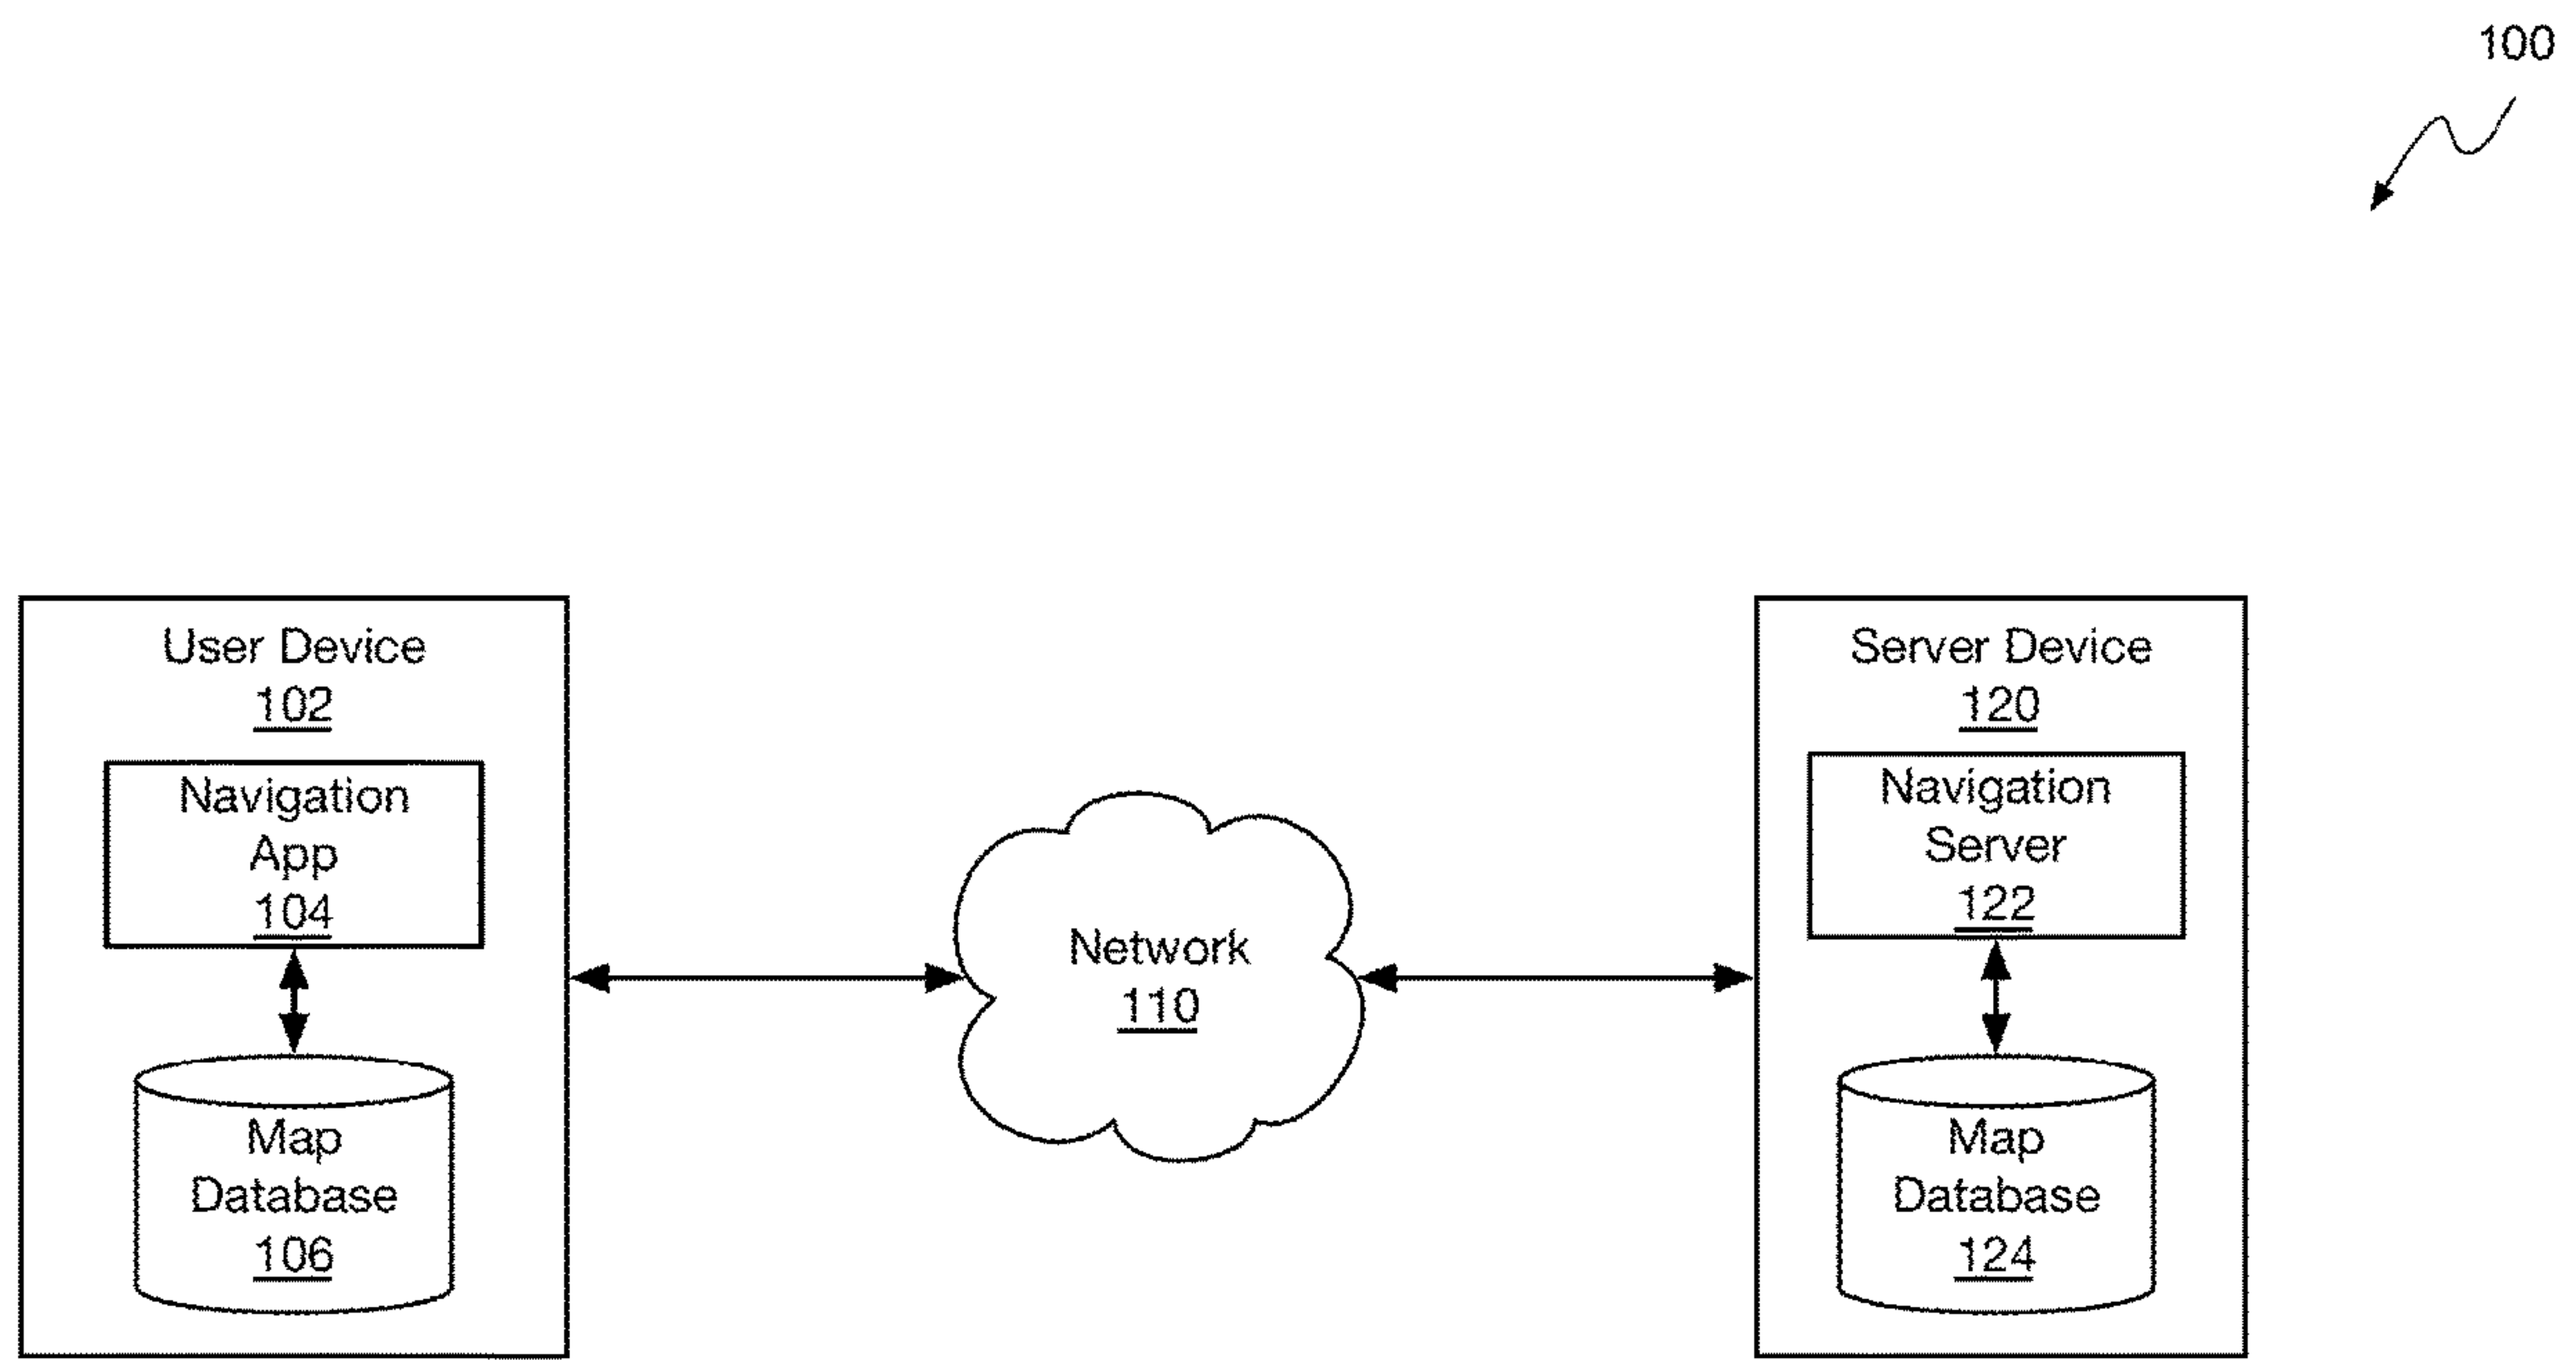 100
User Device
102
Navigation
App
104
Map
Database
106
Network
110
Server Device
120
Navigation
Server
122
Map
Database
124